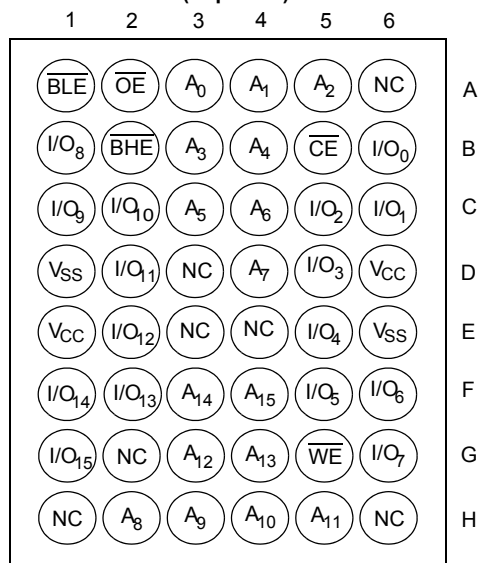 1 2 3 4 5 6
BLE OE A0 A1 A2 NC A
I/O8 BHE A3 A4 CE I/O0 B
I/O9 I/O10 A5 A6 I/O2 I/O1 C
VSS I/O11 NC A7 I/O3 VCC D
VCC I/O12 NC NC I/O4 VSS E
I/O14 I/O13 A14 A15 I/O5 I/O6 F
I/O15 NC A12 A13 WE I/O7 G
NC A8 A9 A10 A11 NC H